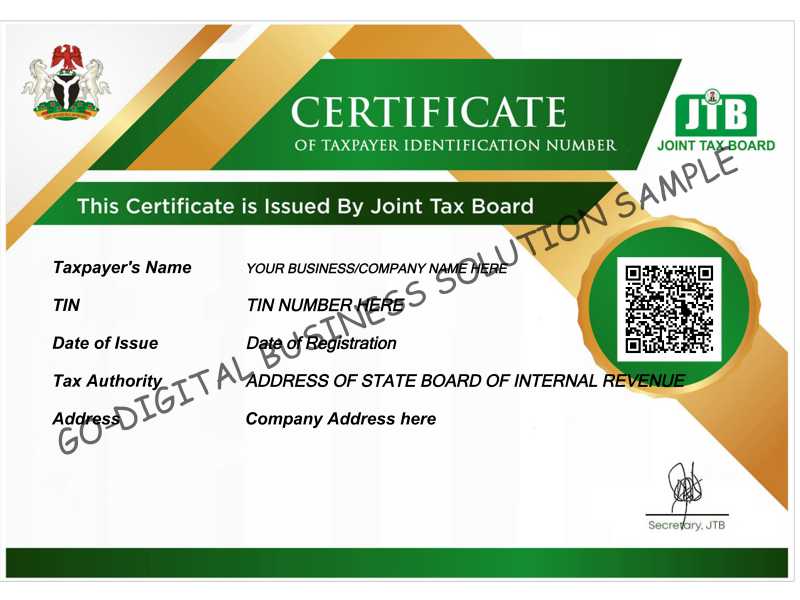 CERTIFICATE
OF TAXPAYER IDENTIFICATION NUMBER
JTB
JOINT TAX BOARD
This Certificate is Issued By Joint Tax Board
GO-DIGITAL BUSINESS SOLUTION SAMPLE
Taxpayer's Name YOUR BUSINESS/COMPANY NAME HERE
TIN TIN NUMBER HERE
Date of Issue Date of Registration
Tax Authority ADDRESS OF STATE BOARD OF INTERNAL REVENUE
Address Company Address here
Secretary, JTB